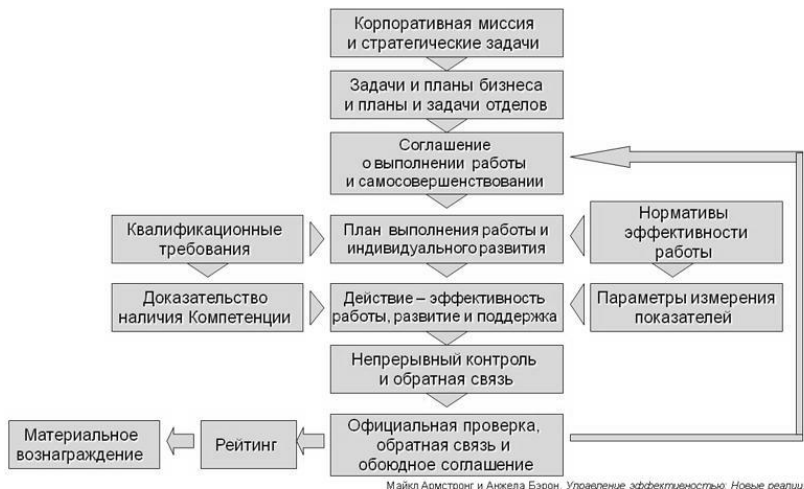 Корпоративная миссия
и стратегические задачи
Задачи и планы бизнеса
и планы и задачи отделов
Соглашение
о выполнении работы
и самосовершенствовании
Квалификационные
требования
План выполнения работы и
индивидуального развития
Нормативы
эффективности
работы
Доказательство
наличия Компетенции
Действие – эффективность
работы, развитие и поддержка
Параметры измерения
показателей
Непрерывный контроль
и обратная связь
Материальное
вознаграждение
Рейтинг
Официальная проверка,
обратная связь и
обоюдное соглашение
Майкл Армстронг и Анжела Бэрон. Управление эффективностью: Новые реалии.